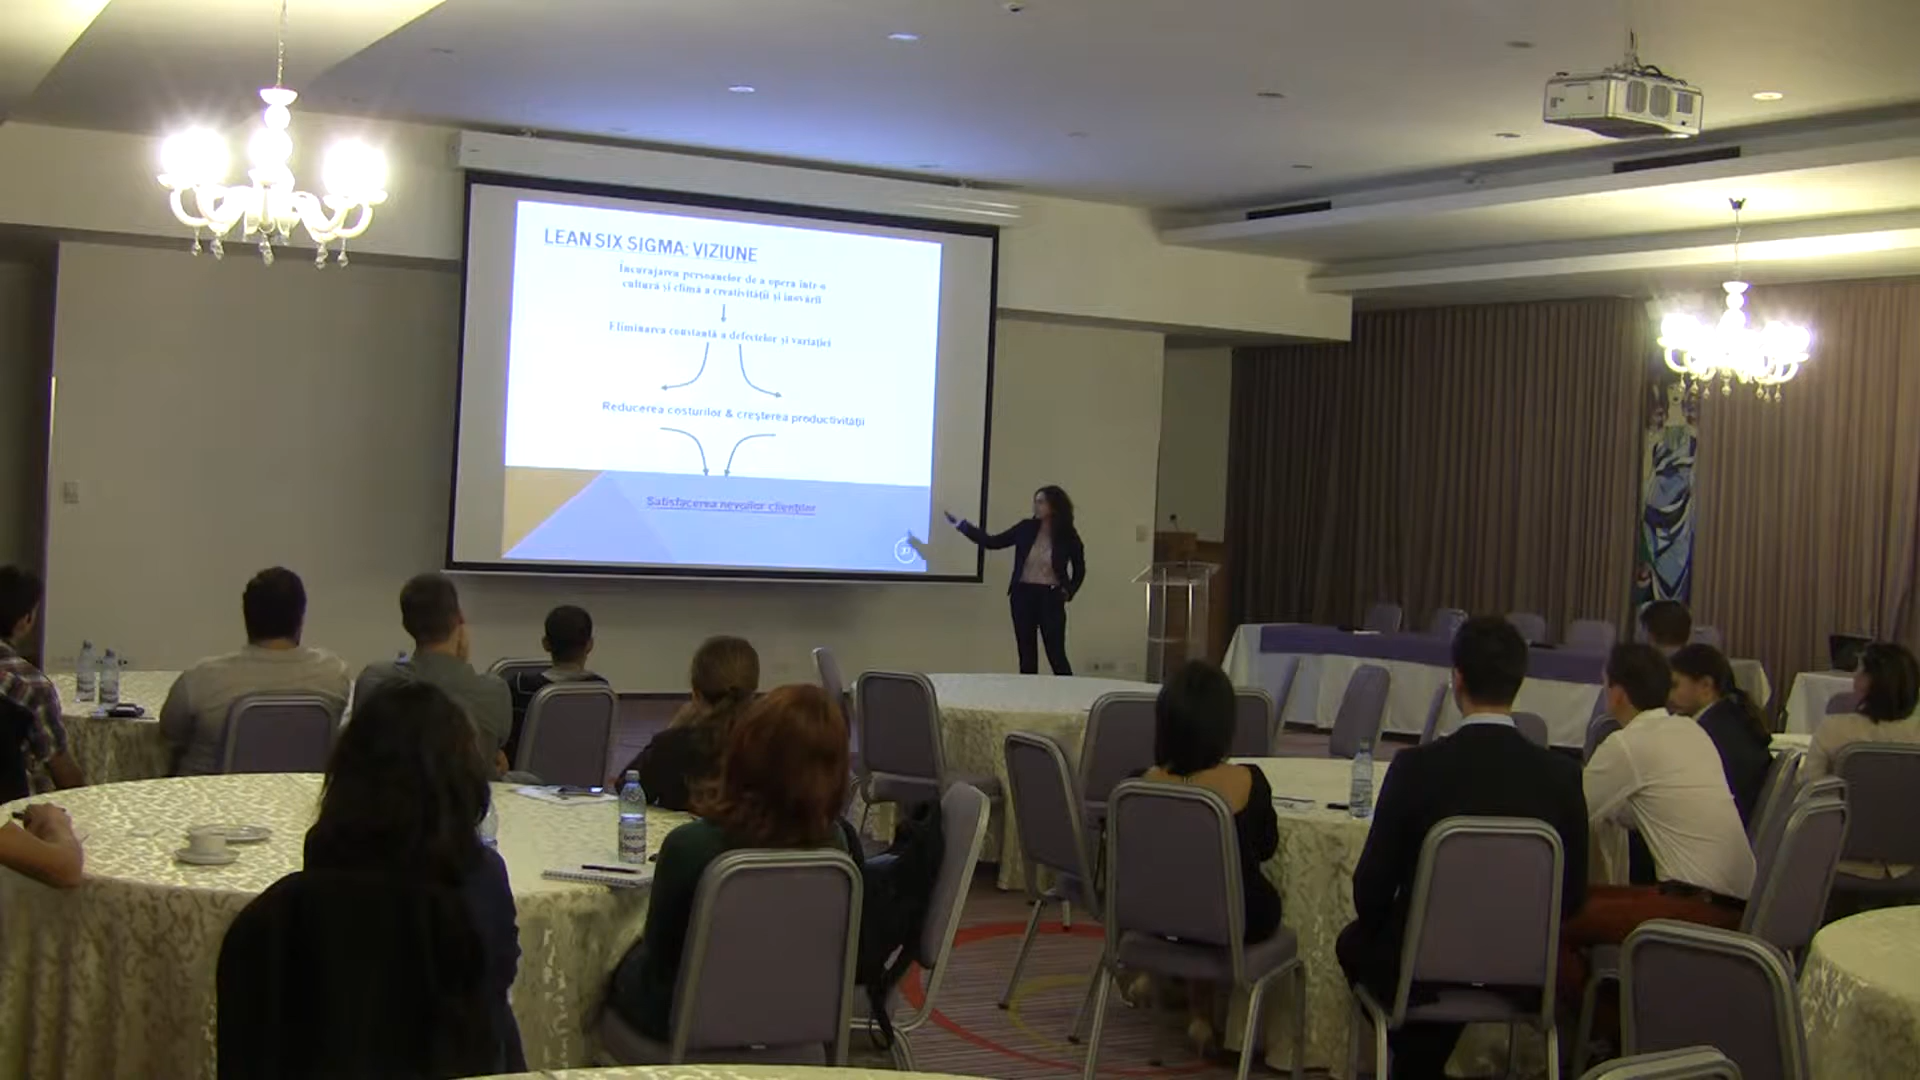 LEAN SIX SIGMA: VIZIUNE
Încurajarea persoanelor de a opera într-o
cultură și climă a creativității și inovării
Eliminarea constantă a defectelor și variației
Reducerea costurilor & creșterea productivității
Satisfacerea nevoilor clienților
37